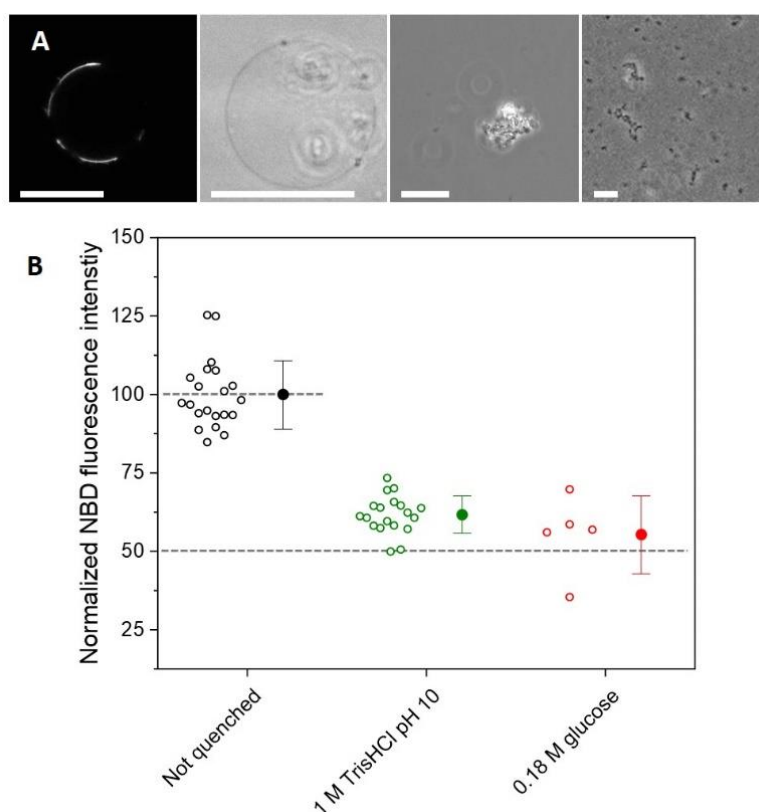 A
B
Normalized NBD fluorescence intenstiy
150
125
100
75
50
25
Not quenched
1 M TrisHCl pH 10
0.18 M glucose